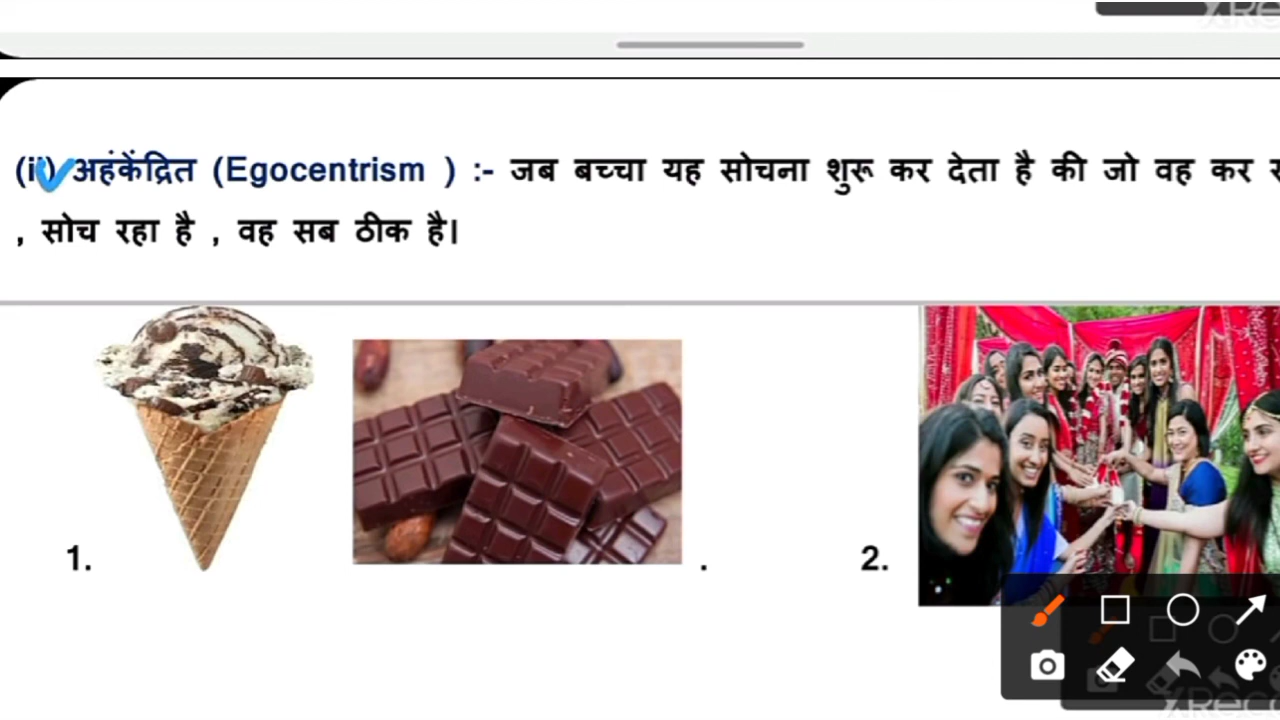 (ii) अहंकेंद्रित (Egocentrism ) :- जब बच्चा यह सोचना शुरू कर देता है की जो वह कर
, सोच रहा है , वह सब ठीक है।
1. . 2.